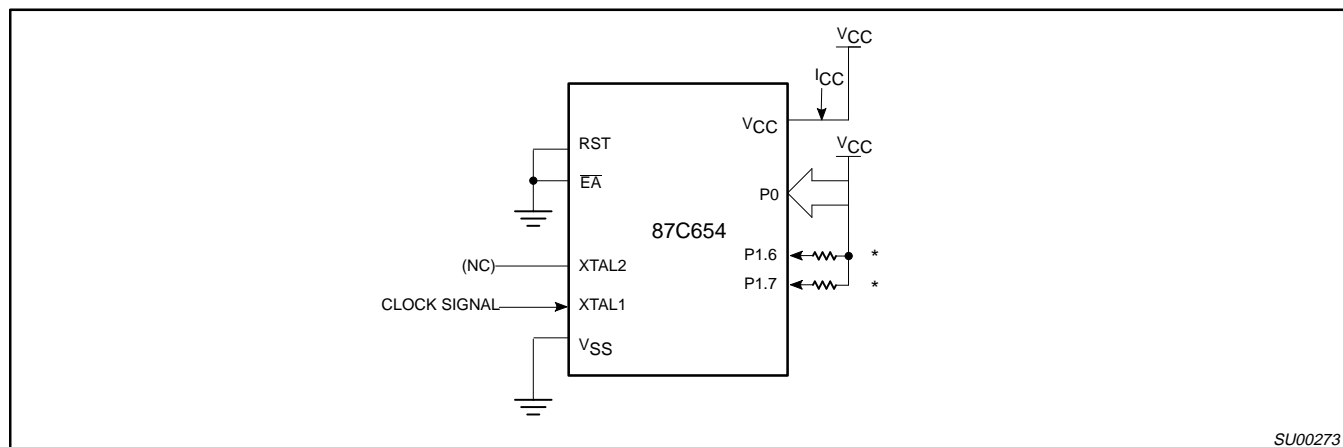 VCC
ICC
VCC
RST
VCC
EA
P0
87C654
P1.6
*
(NC)
XTAL2
P1.7
*
CLOCK SIGNAL
XTAL1
VSS
SU00273